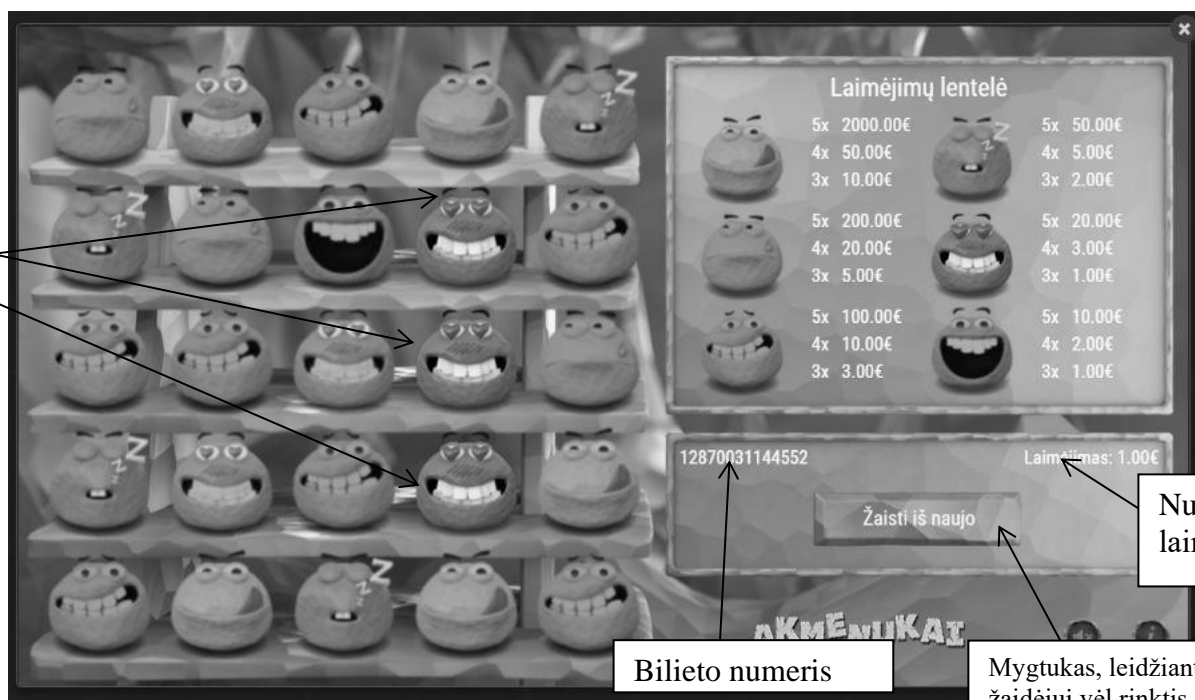 Laimėjimų lentelė
5x 2000.00€
4x 50.00€
3x 10.00€
5x 50.00€
4x 5.00€
3x 2.00€
5x 200.00€
4x 20.00€
3x 5.00€
5x 20.00€
4x 3.00€
3x 1.00€
5x 100.00€
4x 10.00€
3x 3.00€
5x 10.00€
4x 2.00€
3x 1.00€
12870031144552
Laimėjimas: 1.00€
Žaisti iš naujo
AKMENUKAI
Bilieto numeris
Z
z
z
Z
z
z
Z
z
z
Z
z
z
Z
z
z